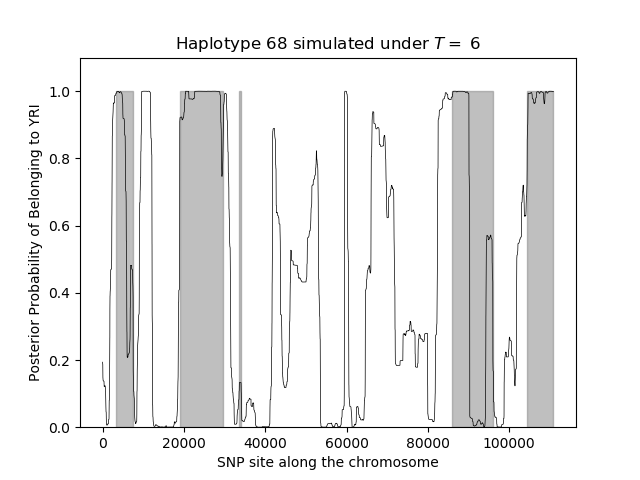 Haplotype 68 simulated under T = 6
Posterior Probability of Belonging to YRI
1.0
0.8
0.6
0.4
0.2
0.0
0 20000 40000 60000 80000 100000
SNP site along the chromosome